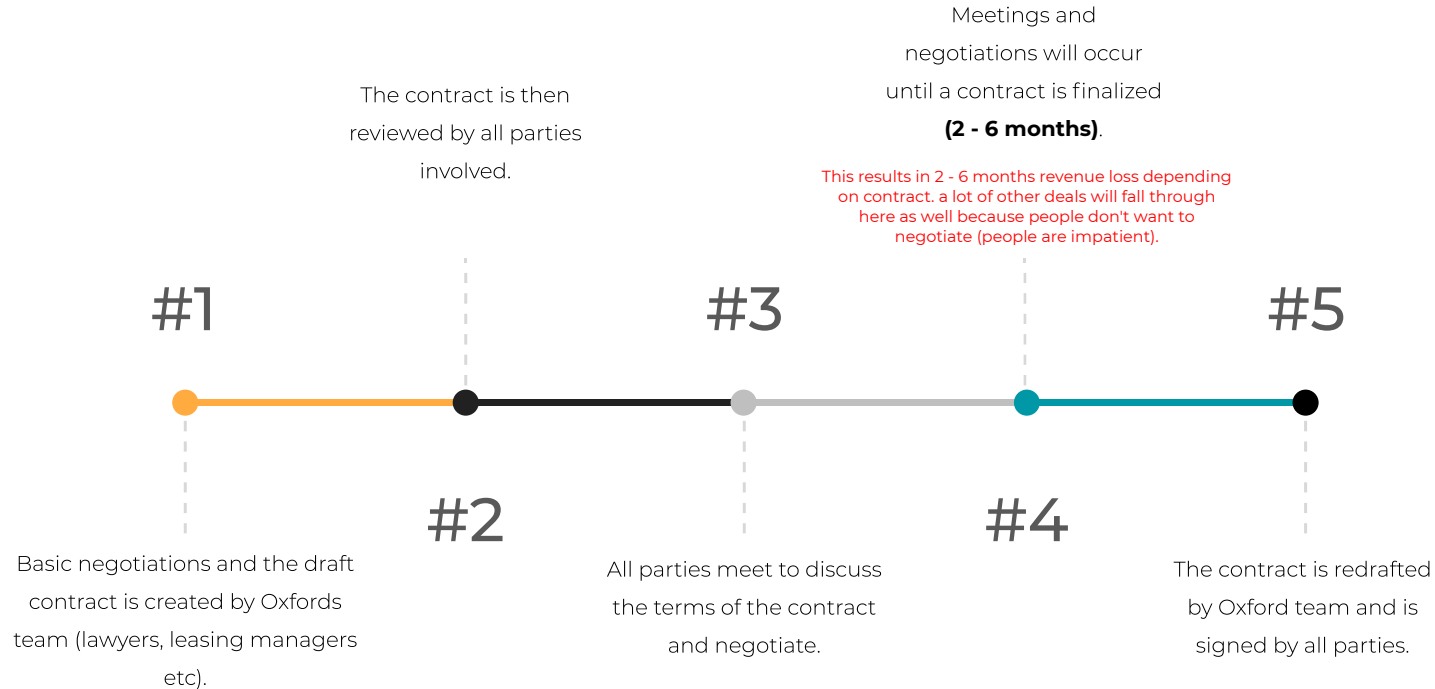 #1
Basic negotiations and the draft
contract is created by Oxfords
team (lawyers, leasing managers
etc).
The contract is then
reviewed by all parties
involved.
#2
#3
All parties meet to discuss
the terms of the contract
and negotiate.
Meetings and
negotiations will occur
until a contract is finalized
(2 - 6 months).
This results in 2 - 6 months revenue loss depending
on contract. a lot of other deals will fall through
here as well because people don't want to
negotiate (people are impatient).
#4
#5
The contract is redrafted
by Oxford team and is
signed by all parties.